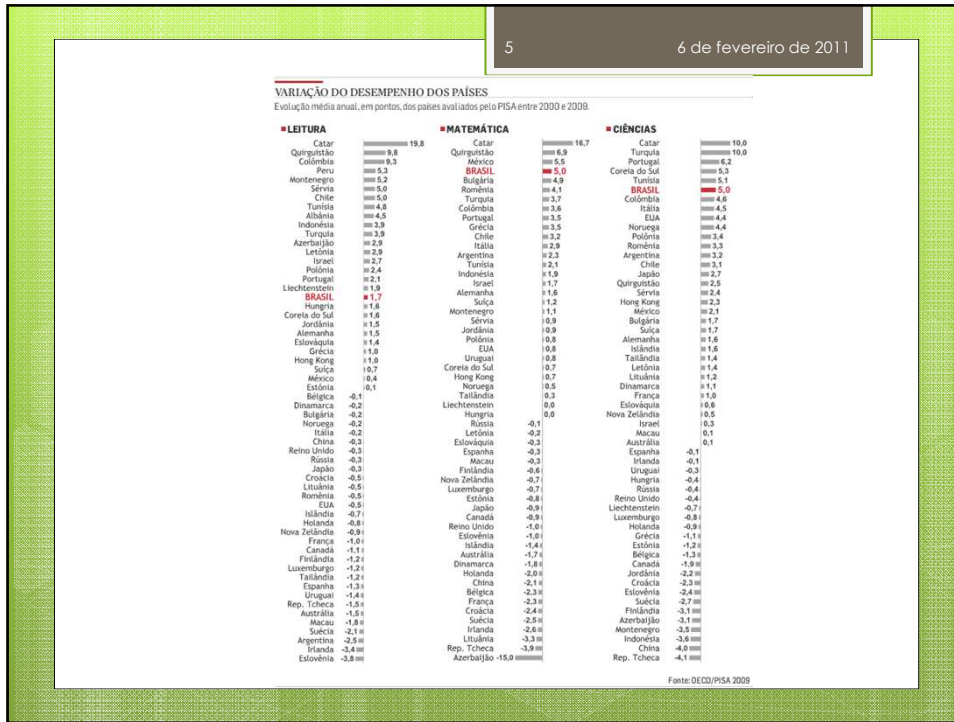 5 6 de fevereiro de 2011
VARIAÇÃO DO DESEMPENHO DOS PAÍSES
Evolução média anual, em pontos, dos países avaliados pelo PISA entre 2000 e 2009.
LEITURA
Catar 19,8
Quirguistão 9,8
Colômbia 9,3
Peru 5,3
Montenegro 5,2
Sérvia 5,0
Chile 5,0
Tunísia 4,8
Albânia 4,5
Indonésia 3,9
Turquia 3,9
Azerbaijão 2,9
Letônia 2,9
Israel 2,7
Polônia 2,4
Portugal 2,1
Liechtenstein 1,9
BRASIL 1,7
Hungria 1,6
Coreia do Sul 1,6
Jordânia 1,5
Alemanha 1,5
Eslováquia 1,4
Grécia 1,0
Hong Kong 1,0
Suíça 0,7
México 0,4
Estônia 0,1
Bélgica -0,1
Dinamarca -0,2
Bulgária -0,2
Noruega -0,2
Itália -0,2
China -0,3
Reino Unido -0,3
Rússia -0,3
Japão -0,3
Croácia -0,5
Lituânia -0,5
Romênia -0,5
EUA -0,5
Islândia -0,7
Holanda -0,8
Nova Zelândia -0,9
França -1,0
Canadá -1,1
Finlândia -1,2
Luxemburgo -1,2
Tailândia -1,2
Espanha -1,3
Uruguai -1,4
Rep. Tcheca -1,5
Austrália -1,5
Macau -1,8
Suécia -2,1
Argentina -2,5
Irlanda -3,4
Eslovênia -3,8
MATEMÁTICA
Catar 16,7
Quirguistão 6,9
México 5,5
BRASIL 5,0
Bulgária 4,9
Romênia 4,1
Turquia 3,7
Colômbia 3,6
Portugal 3,5
Grécia 3,5
Chile 3,2
Itália 2,9
Argentina 2,3
Tunísia 2,1
Indonésia 1,9
Israel 1,7
Alemanha 1,6
Suíça 1,2
Montenegro 1,1
Sérvia 0,9
Jordânia 0,9
Polônia 0,8
EUA 0,8
Uruguai 0,8
Coreia do Sul 0,7
Hong Kong 0,7
Noruega 0,5
Tailândia 0,3
Liechtenstein 0,0
Hungria 0,0
Rússia -0,1
Letônia -0,2
Eslováquia -0,3
Espanha -0,3
Macau -0,3
Finlândia -0,6
Nova Zelândia -0,7
Luxemburgo -0,7
Estônia -0,8
Japão -0,9
Canadá -0,9
Reino Unido -1,0
Eslovênia -1,0
Islândia -1,4
Austrália -1,7
Dinamarca -1,8
Holanda -2,0
China -2,1
Bélgica -2,3
França -2,3
Croácia -2,4
Suécia -2,5
Irlanda -2,6
Lituânia -3,3
Rep. Tcheca -3,9
Azerbaijão -15,0
CIÊNCIAS
Catar 10,0
Turquia 10,0
Portugal 6,2
Coreia do Sul 5,3
Tunísia 5,1
BRASIL 5,0
Colômbia 4,6
Itália 4,5
EUA 4,4
Noruega 4,4
Polônia 3,4
Romênia 3,3
Argentina 3,2
Chile 3,1
Japão 2,7
Quirguistão 2,5
Sérvia 2,4
Hong Kong 2,3
México 2,1
Bulgária 1,7
Suíça 1,7
Alemanha 1,6
Islândia 1,6
Tailândia 1,4
Letônia 1,4
Lituânia 1,2
Dinamarca 1,1
França 1,0
Eslováquia 0,6
Nova Zelândia 0,5
Israel 0,3
Macau 0,1
Austrália 0,1
Espanha -0,1
Irlanda -0,1
Uruguai -0,3
Hungria -0,4
Rússia -0,4
Reino Unido -0,4
Liechtenstein -0,7
Luxemburgo -0,8
Holanda -0,9
Grécia -1,1
Estônia -1,2
Bélgica -1,3
Canadá -1,9
Jordânia -2,2
Croácia -2,3
Eslovênia -2,4
Suécia -2,7
Finlândia -3,1
Azerbaijão -3,1
Montenegro -3,5
Indonésia -3,6
China -4,0
Rep. Tcheca -4,1
Fonte: OECD/PISA 2009